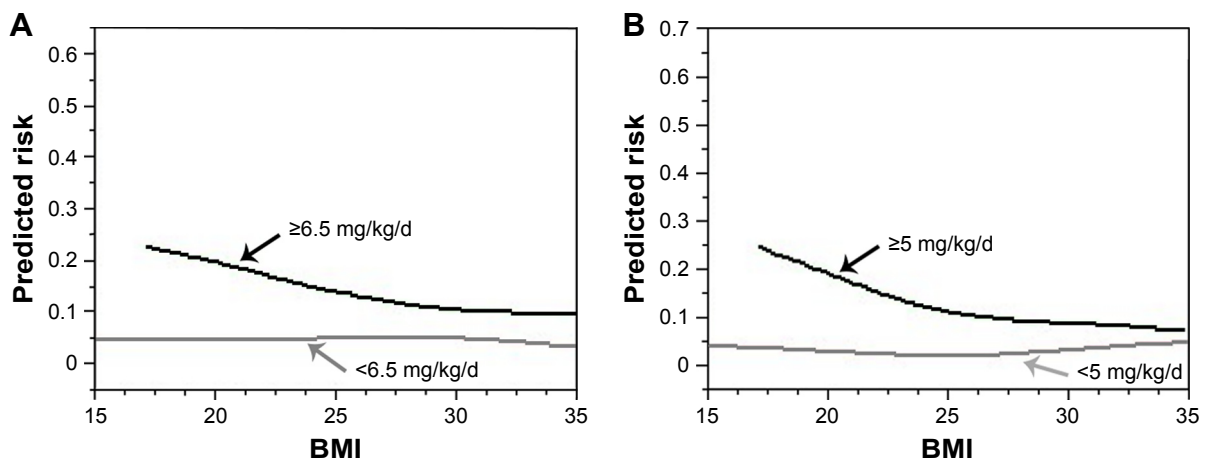 A
B
0.6
0.5
0.4
0.3
0.2
0.1
0
Predicted risk
≥6.5 mg/kg/d
<6.5 mg/kg/d
15 20 25 30 35
BMI
0.7
0.6
0.5
0.4
0.3
0.2
0.1
0
Predicted risk
≥5 mg/kg/d
<5 mg/kg/d
15 20 25 30 35
BMI